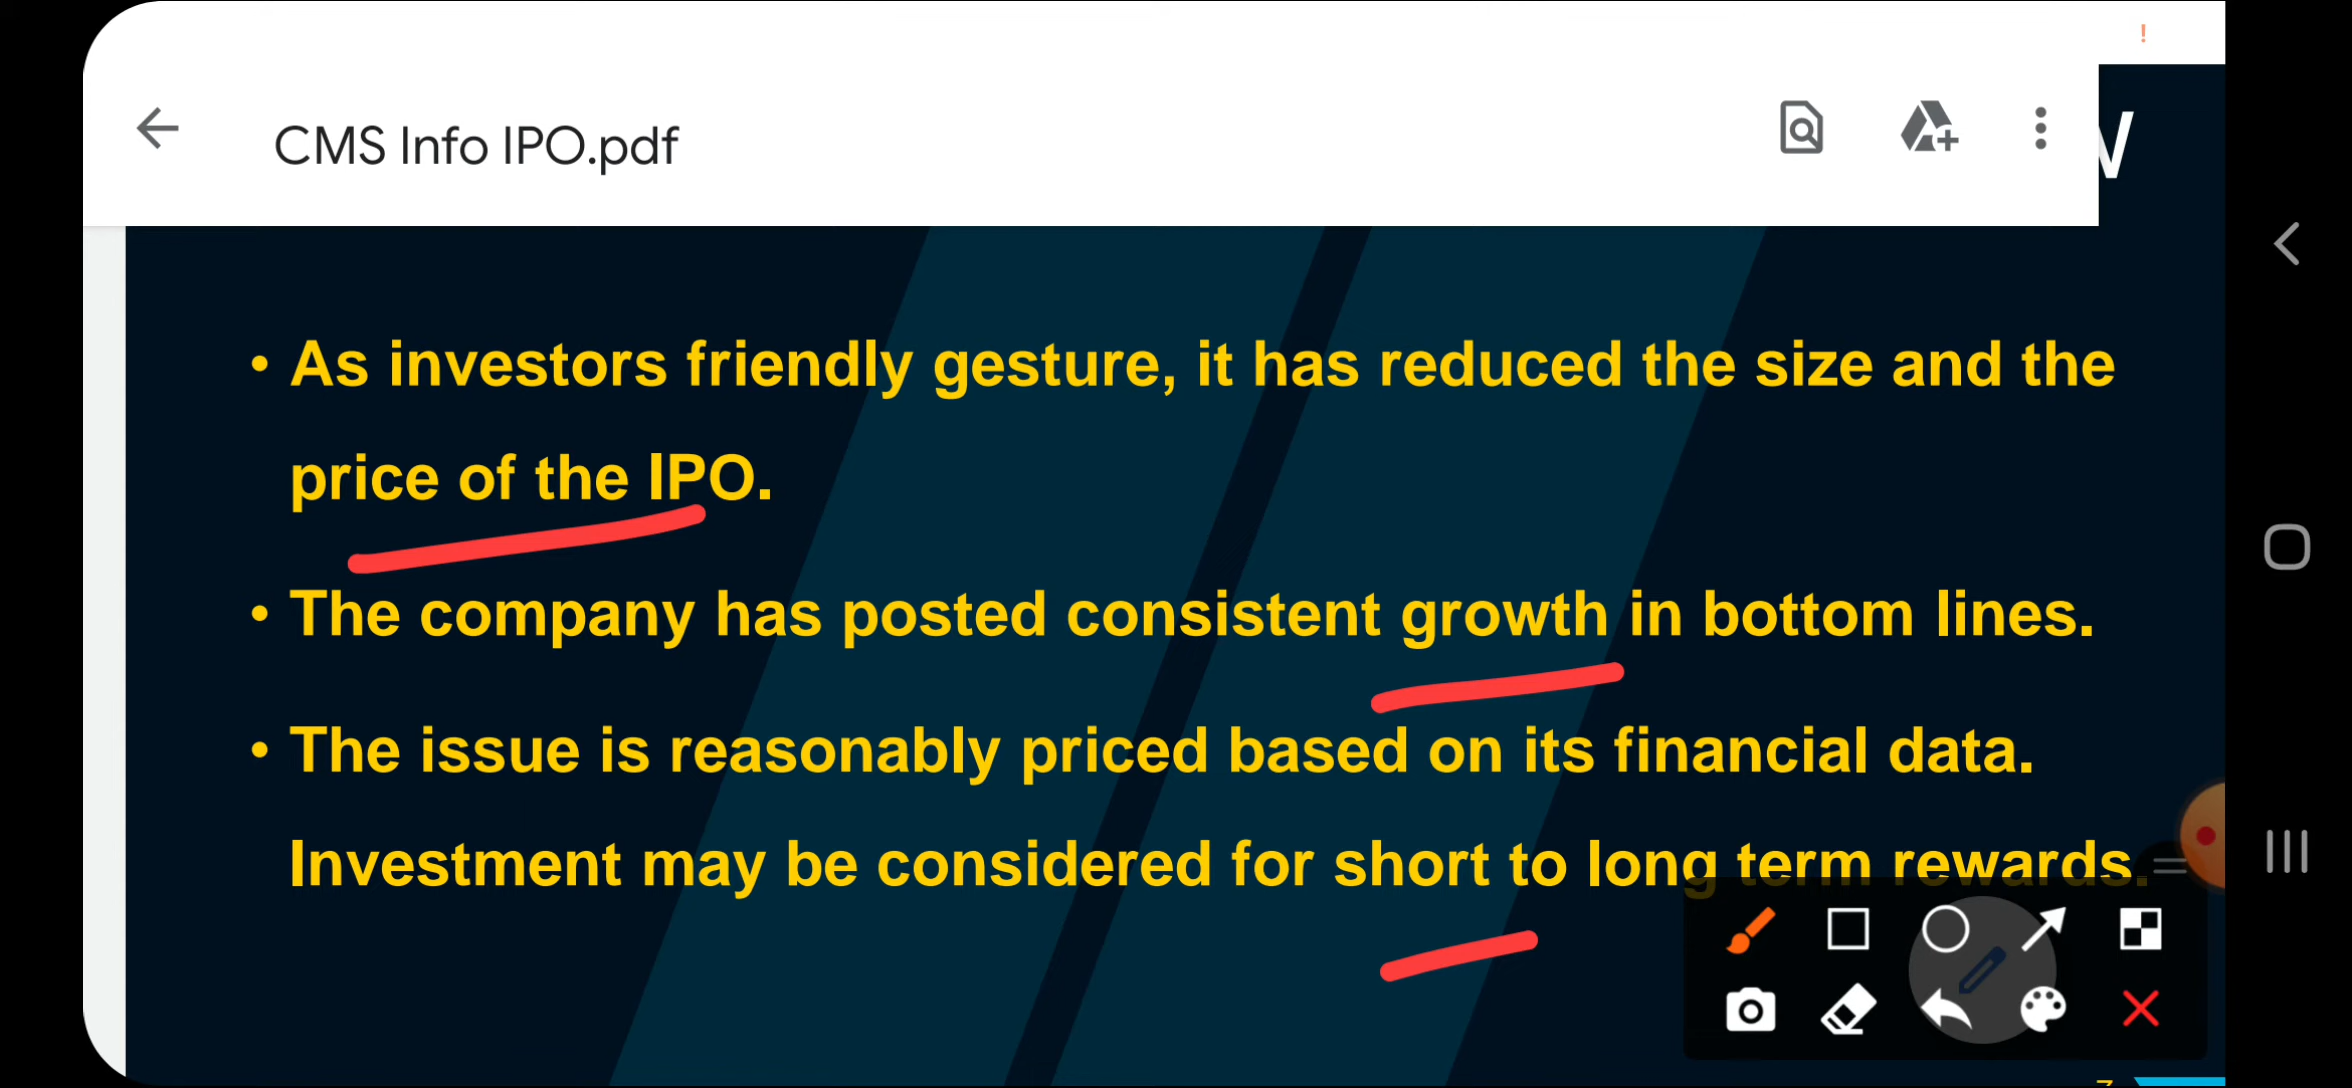 CMS Info IPO.pdf
• As investors friendly gesture, it has reduced the size and the
price of the IPO.
• The company has posted consistent growth in bottom lines.
• The issue is reasonably priced based on its financial data.
Investment may be considered for short to long term rewards.